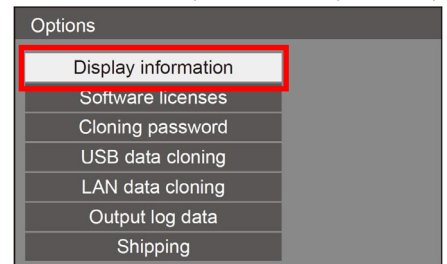 Options
Display information
Software licenses
Cloning password
USB data cloning
LAN data cloning
Output log data
Shipping